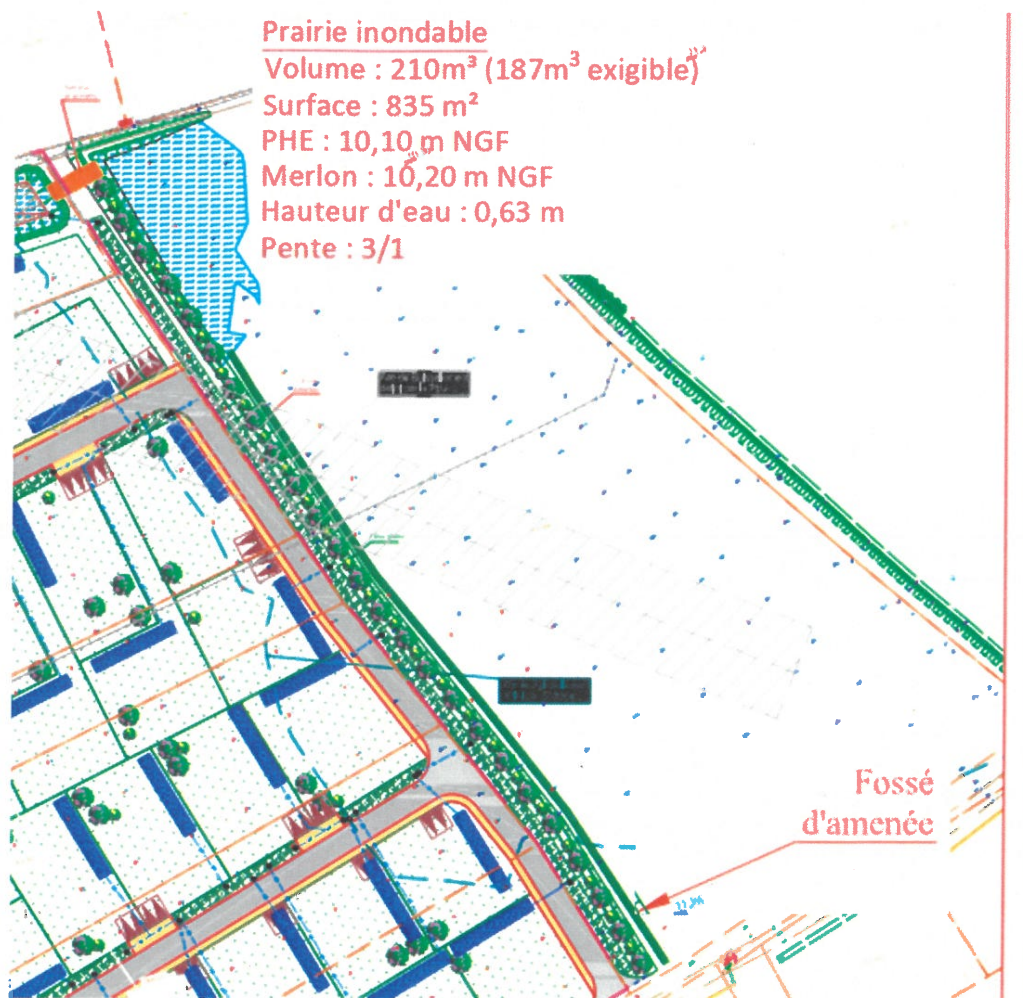 Prairie inondable
Volume : 210m³ (187m³ exigible)
Surface : 835 m²
PHE : 10,10 m NGF
Merlon : 10,20 m NGF
Hauteur d'eau : 0,63 m
Pente : 3/1
Fossé
d'amenée